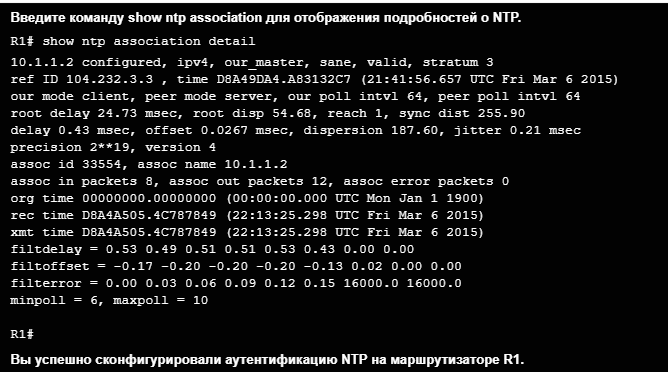 Введите команду show ntp association для отображения подробностей о NTP.
R1# show ntp association detail
10.1.1.2 configured, ipv4, our_master, sane, valid, stratum 3
ref ID 104.232.3.3 , time D8A49DA4.A83132C7 (21:41:56.657 UTC Fri Mar 6 2015)
our mode client, peer mode server, our poll intvl 64, peer poll intvl 64
root delay 24.73 msec, root disp 54.68, reach 1, sync dist 255.90
delay 0.43 msec, offset 0.0267 msec, dispersion 187.60, jitter 0.21 msec
precision 2**19, version 4
assoc id 33554, assoc name 10.1.1.2
assoc in packets 8, assoc out packets 12, assoc error packets 0
org time 00000000.00000000 (00:00:00.000 UTC Mon Jan 1 1900)
rec time D8A4A505.4C787849 (22:13:25.298 UTC Fri Mar 6 2015)
xmt time D8A4A505.4C787849 (22:13:25.298 UTC Fri Mar 6 2015)
filtdelay = 0.53 0.49 0.51 0.51 0.53 0.43 0.00 0.00
filtoffset = -0.17 -0.20 -0.20 -0.20 -0.13 0.02 0.00 0.00
filterror = 0.00 0.03 0.06 0.09 0.12 0.15 16000.0 16000.0
minpoll = 6, maxpoll = 10
R1#
Вы успешно сконфигурировали аутентификацию NTP на маршрутизаторе R1.